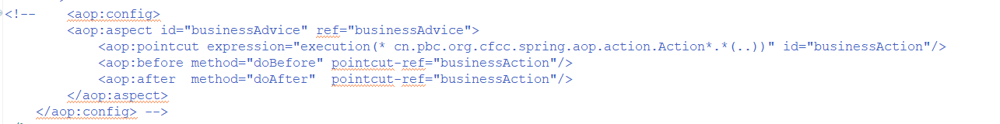 <!--    <aop:config>
        <aop:aspect id="businessAdvice" ref="businessAdvice">
            <aop:pointcut expression="execution(* cn.pbc.org.cfcc.spring.aop.action.Action*.*(..))" id="businessAction"/>
            <aop:before method="doBefore" pointcut-ref="businessAction"/>
            <aop:after  method="doAfter"  pointcut-ref="businessAction"/>
        </aop:aspect>
    </aop:config> -->